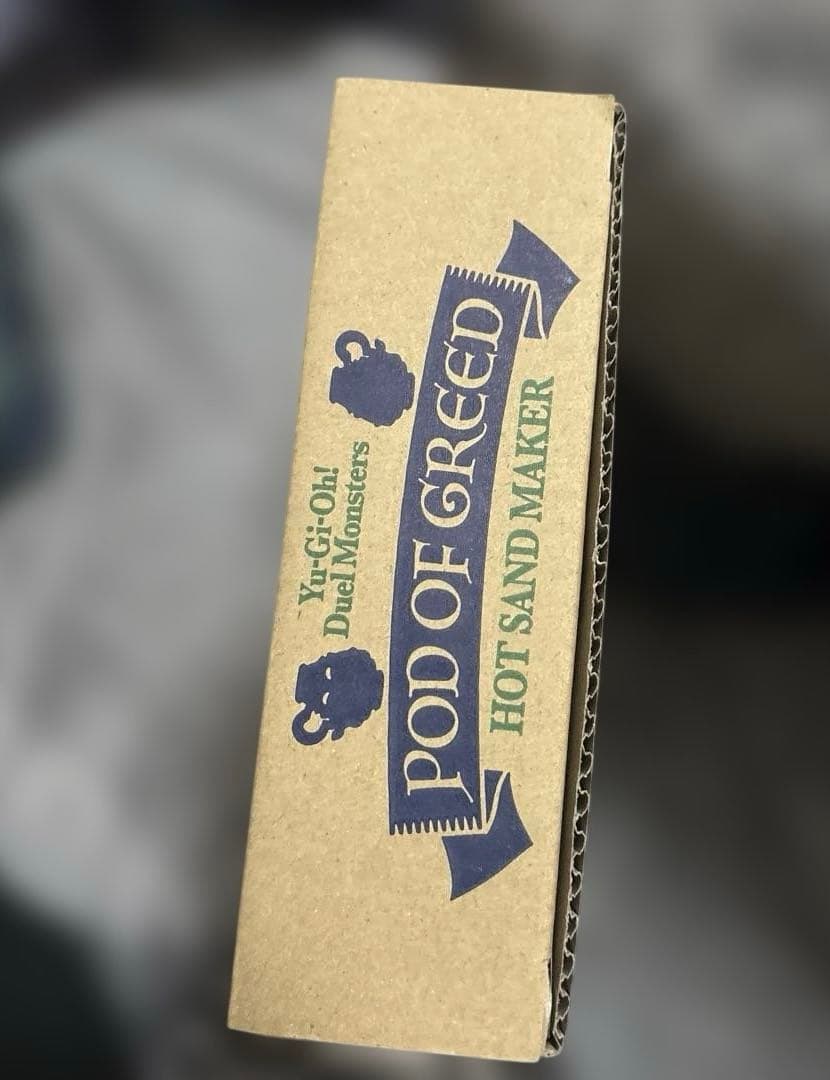 Yu-Gi-Oh!
Duel Monsters
POD OF GREED
HOT SAND MAKER